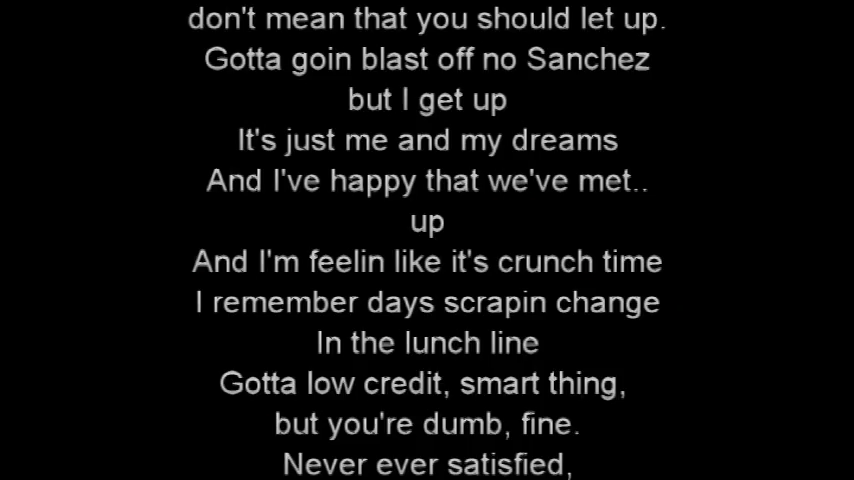 don't mean that you should let up.
Gotta goin blast off no Sanchez
but I get up
It's just me and my dreams
And I've happy that we've met..
up
And I'm feelin like it's crunch time
I remember days scrapin change
In the lunch line
Gotta low credit, smart thing,
but you're dumb, fine.
Never ever satisfied,